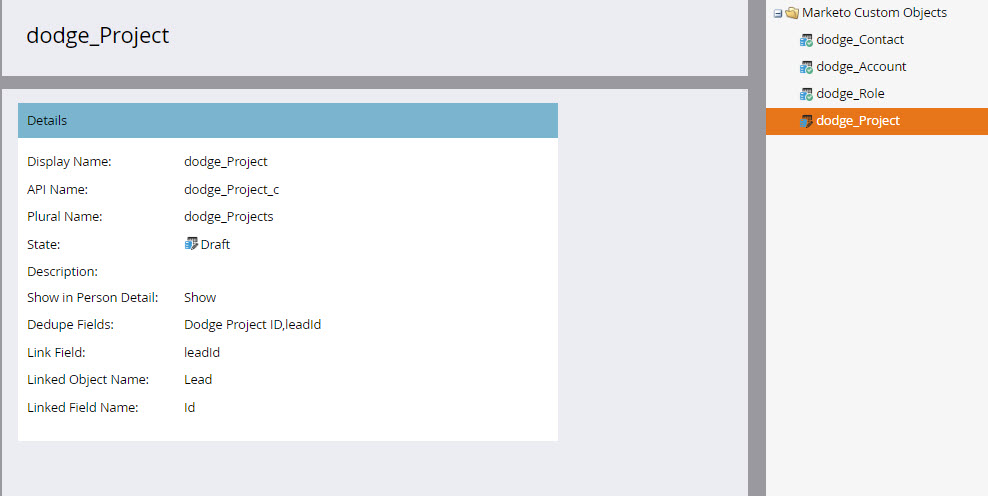 dodge_Project
Details
Display Name: dodge_Project
API Name: dodge_Project_c
Plural Name: dodge_Projects
State: Draft
Description:
Show in Person Detail: Show
Dedupe Fields: Dodge Project ID,leadId
Link Field: leadId
Linked Object Name: Lead
Linked Field Name: Id
Marketo Custom Objects
dodge_Contact
dodge_Account
dodge_Role
dodge_Project